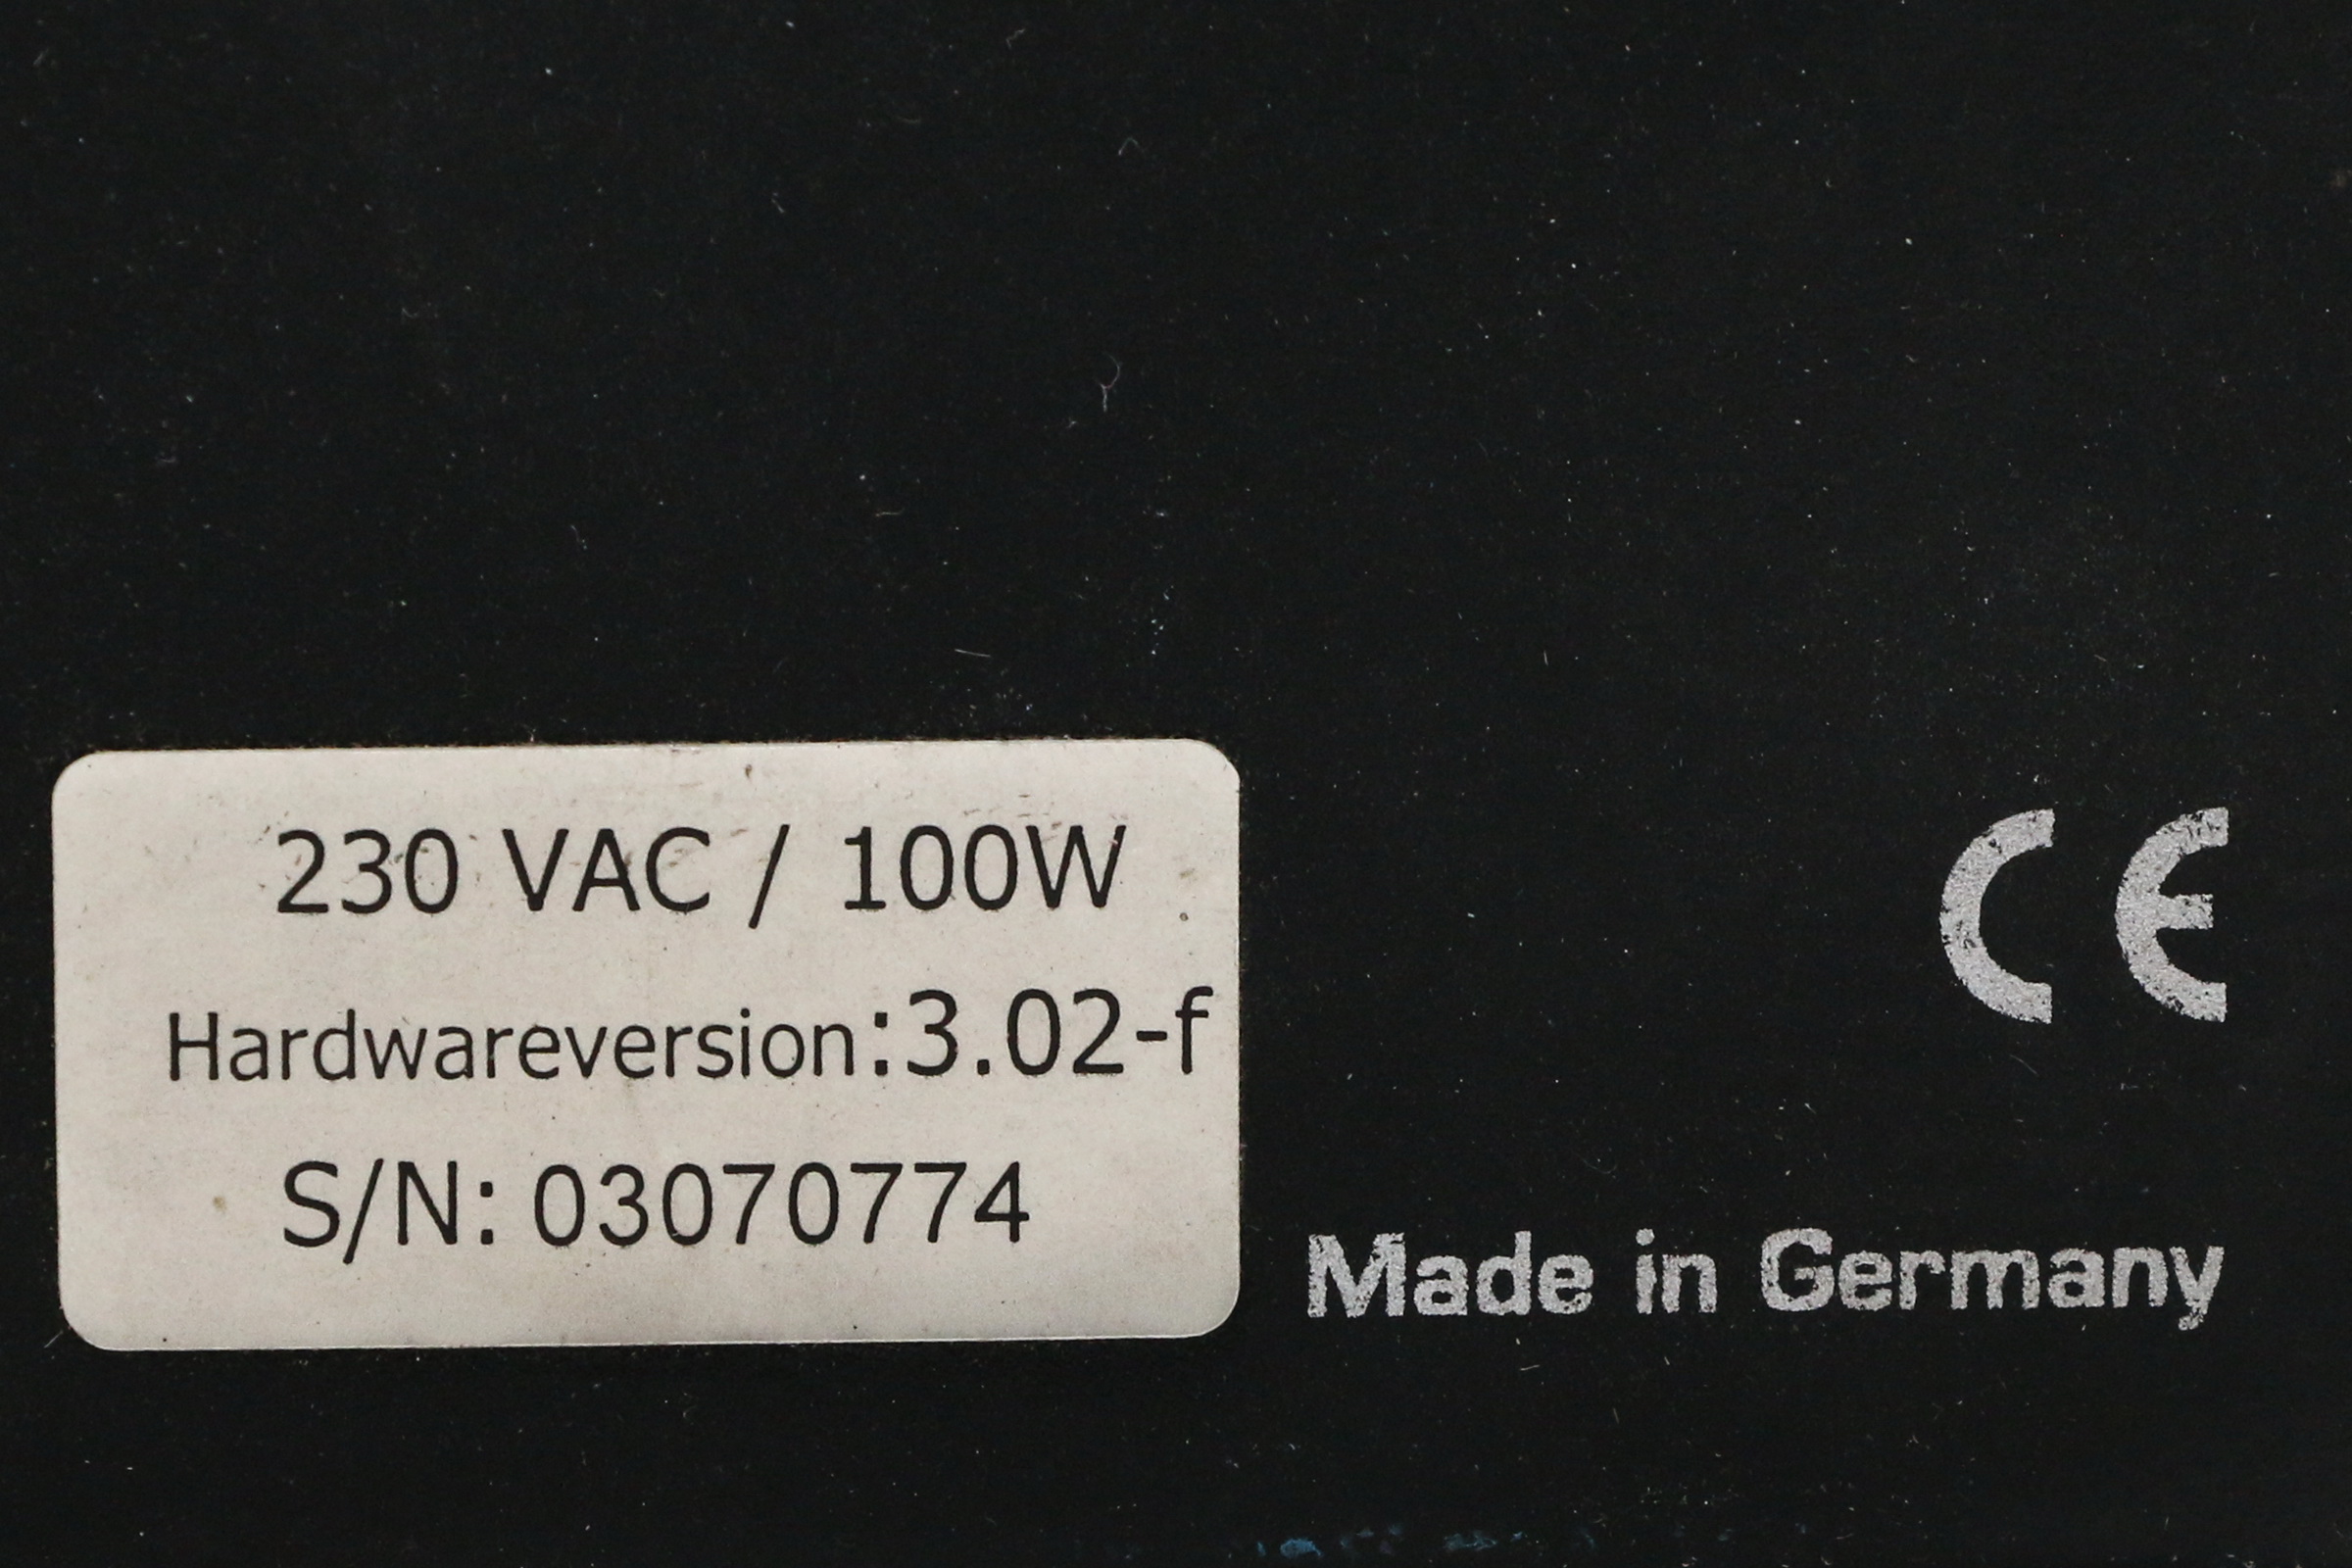 230 VAC / 100W
Hardwareversion:3.02-f
S/N: 03070774
CE
Made in Germany